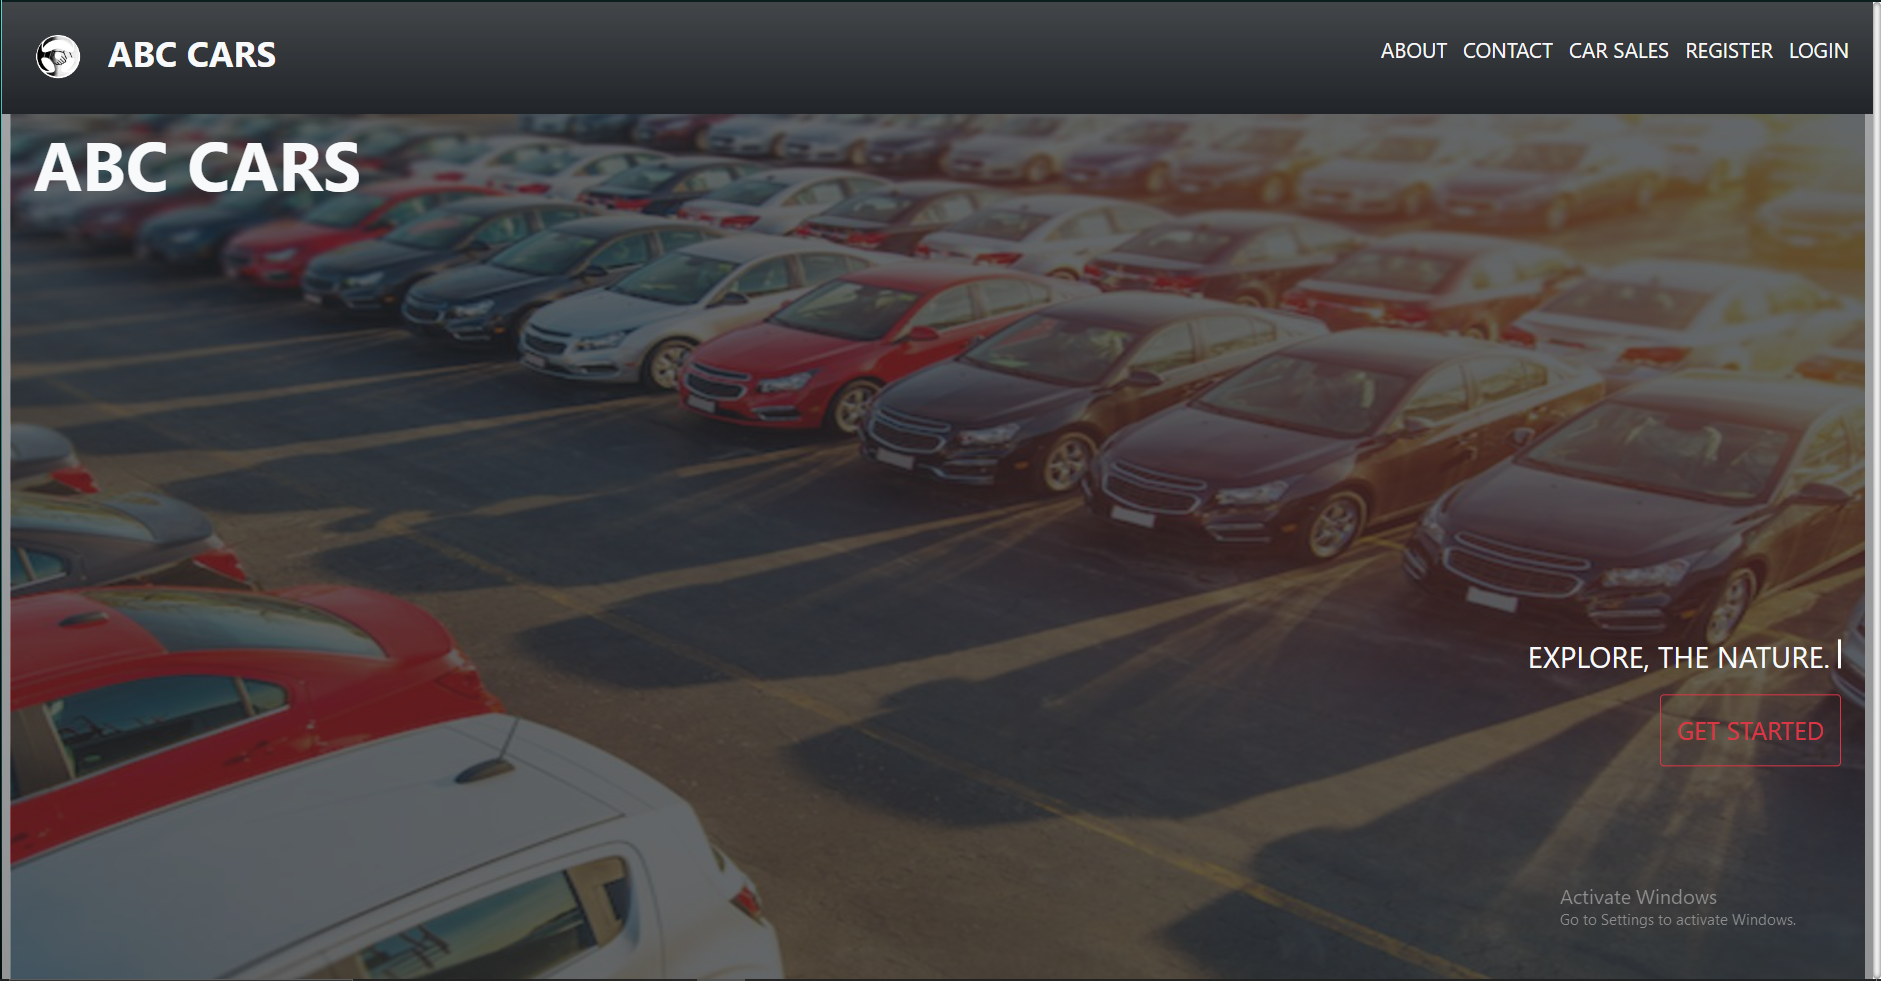 ABC CARS
ABOUT CONTACT CAR SALES REGISTER LOGIN
ABC CARS
EXPLORE, THE NATURE.
GET STARTED
Activate Windows
Go to Settings to activate Windows.